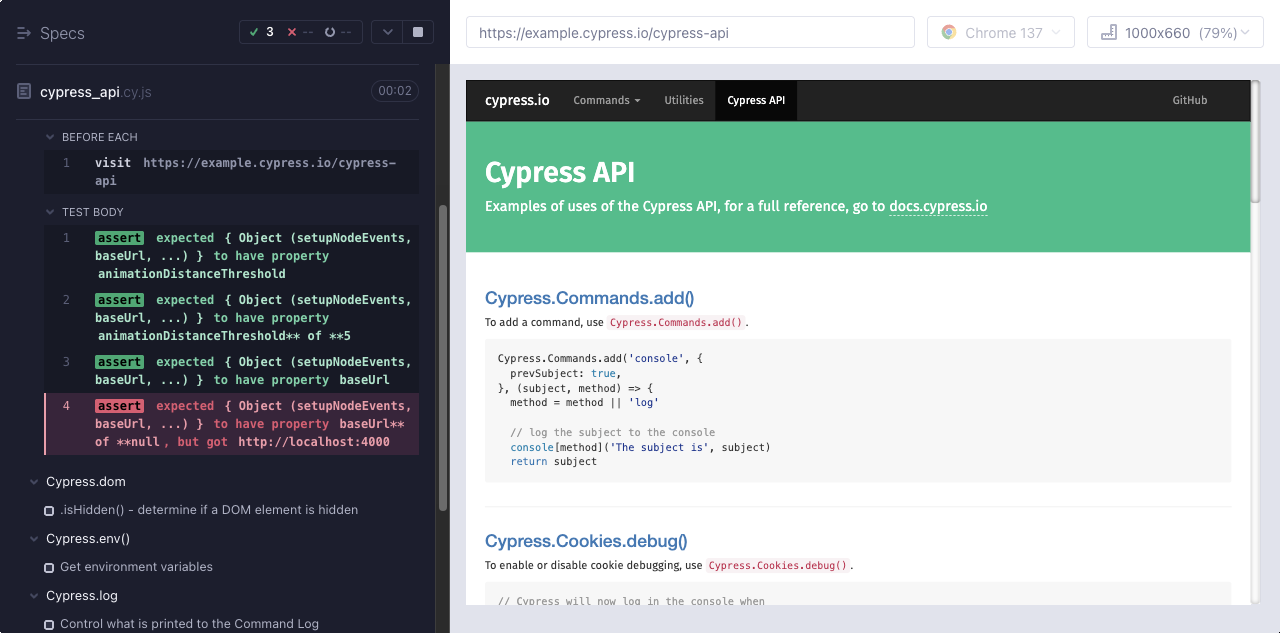 Specs
3 -- --
cypress_api.cy.js 00:02
BEFORE EACH
1 visit https://example.cypress.io/cypress-
api
TEST BODY
1 assert expected { Object (setupNodeEvents,
baseUrl, ...) } to have property
animationDistanceThreshold
2 assert expected { Object (setupNodeEvents,
baseUrl, ...) } to have property
animationDistanceThreshold** of **5
3 assert expected { Object (setupNodeEvents,
baseUrl, ...) } to have property baseUrl
4 assert expected { Object (setupNodeEvents,
baseUrl, ...) } to have property baseUrl**
of **null, but got http://localhost:4000
Cypress.dom
.isHidden() - determine if a DOM element is hidden
Cypress.env()
Get environment variables
Cypress.log
Control what is printed to the Command Log
https://example.cypress.io/cypress-api
Chrome 137
1000x660 (79%)
cypress.io Commands Utilities Cypress API GitHub
Cypress API
Examples of uses of the Cypress API, for a full reference, go to docs.cypress.io
Cypress.Commands.add()
To add a command, use Cypress.Commands.add().
Cypress.Commands.add('console', {
prevSubject: true,
}, (subject, method) => {
method = method || 'log'
// log the subject to the console
console[method]('The subject is', subject)
return subject
Cypress.Cookies.debug()
To enable or disable cookie debugging, use Cypress.Cookies.debug().
// Cypress will now log in the console when